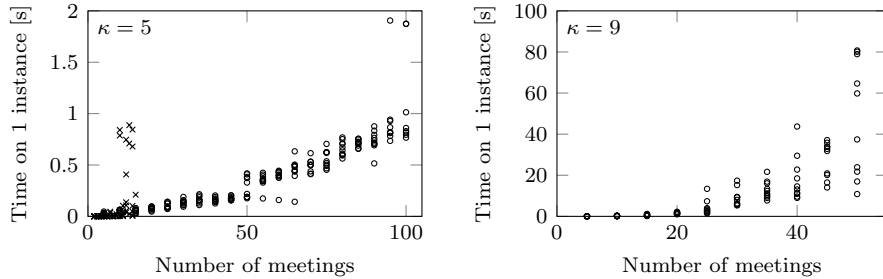 Time on 1 instance [s]
2
1.5
1
0.5
0
κ = 5
0
50
100
Number of meetings
Time on 1 instance [s]
100
80
60
40
20
0
κ = 9
0
20
40
Number of meetings